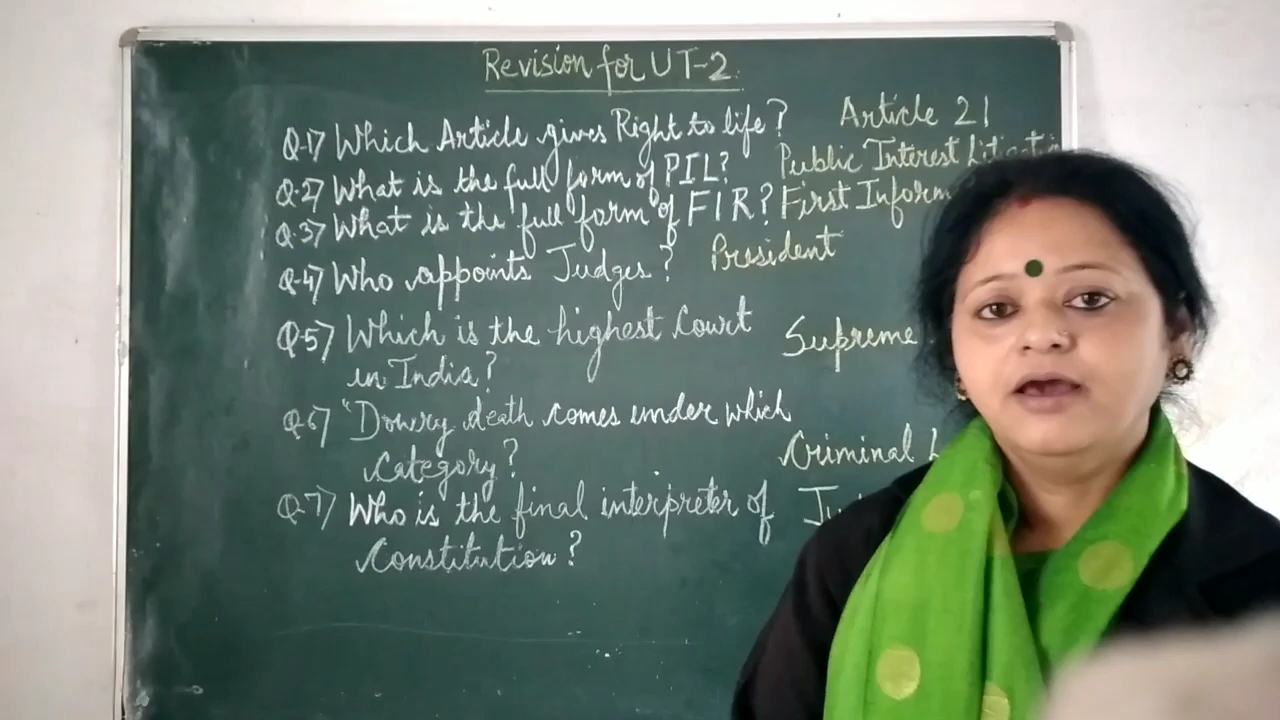 Revision for UT-2
Q.1) Which Article gives Right to life? Article 21
Q.2) What is the full form of PIL? Public Interest
Q.3) What is the full form of FIR? First
Q.4) Who appoints Judges? President
Q.5) Which is the highest Court Supreme
in India?
Q.6) "Dowry death comes under which
Category? Criminal
Q.7) Who is the final interpreter of
Constitution?